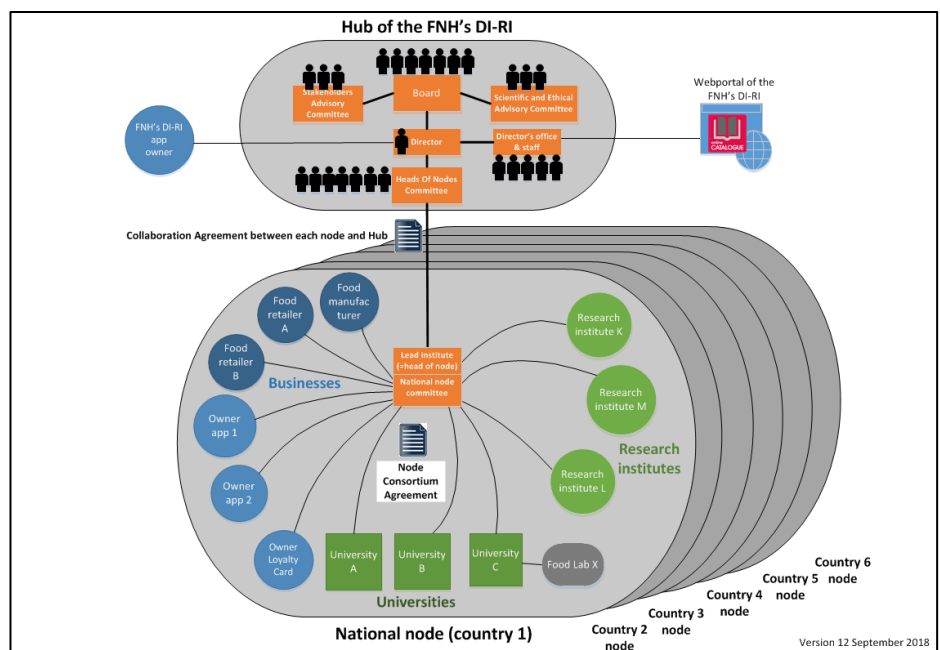 Hub of the FNH's DI-RI
Stakeholders
Advisory
Committee
Board
Scientific and Ethical
Advisory Committee
Webportal of the
FNH's DI-RI
online
CATALOGUE
FNH's DI-RI
app
owner
Director
Director's office
& staff
Heads Of Nodes
Committee
Collaboration Agreement between each node and Hub
Food
retailer
A
Food
manufac
turer
Food
retailer
B
Businesses
Owner
app 1
Owner
app 2
Owner
Loyalty
Card
Lead institute
(=head of node)
National node
committee
Node
Consortium
Agreement
Research
institute K
Research
institute M
Research
institutes
Research
institute L
University
A
University
B
University
C
Food Lab X
Universities
National node (country 1)
Country 2
node
Country 3
node
Country 4
node
Country 5
node
Country 6
node
Version 12 September 2018